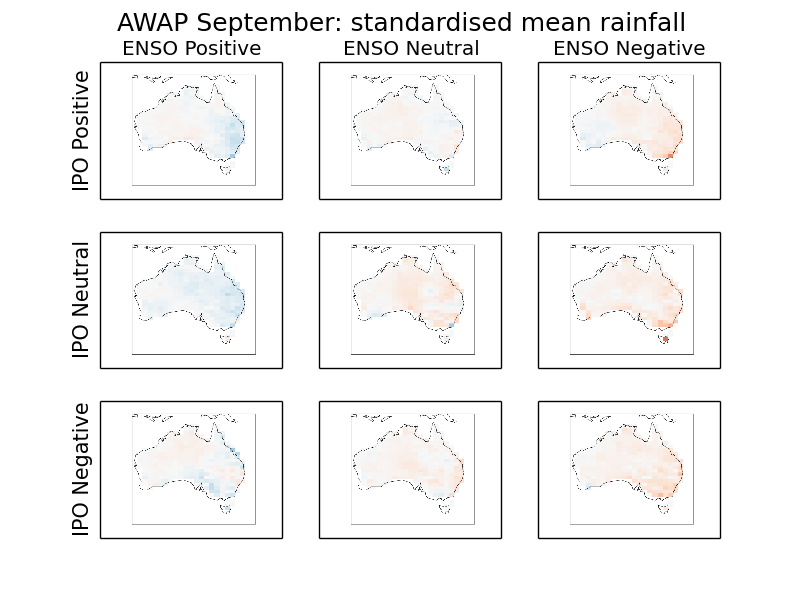 AWAP September: standardised mean rainfall
ENSO Positive
ENSO Neutral
ENSO Negative
IPO Positive
IPO Neutral
IPO Negative